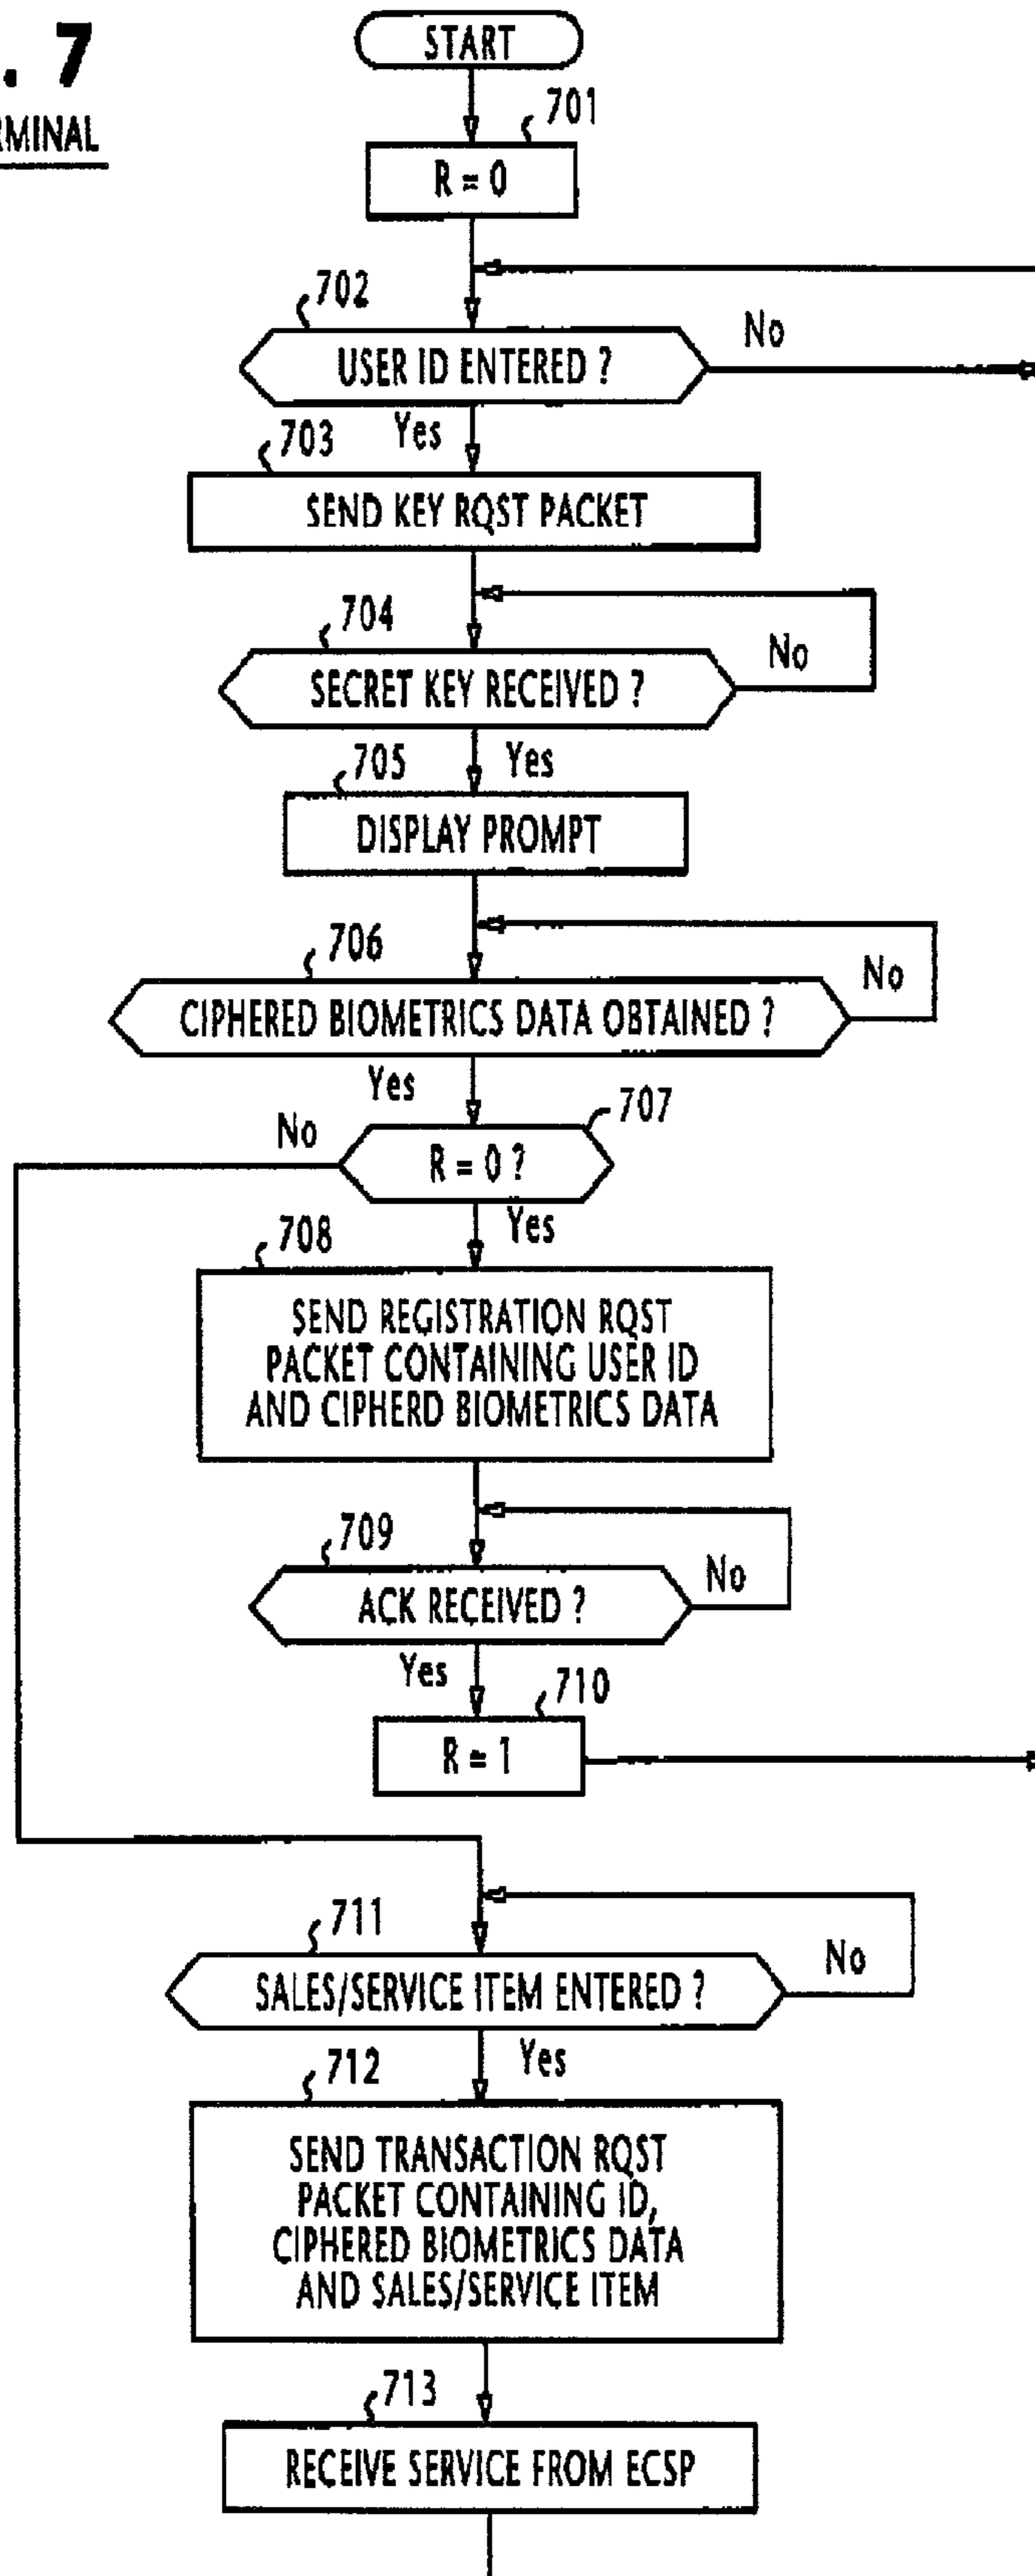 . 7
RMINAL
START
701
R = 0
702
No
USER ID ENTERED ?
Yes
703
SEND KEY RQST PACKET
704
No
SECRET KEY RECEIVED ?
Yes
705
DISPLAY PROMPT
706
No
CIPHERED BIOMETRICS DATA OBTAINED ?
Yes
707
No
R = 0 ?
Yes
708
SEND REGISTRATION RQST
PACKET CONTAINING USER ID
AND CIPHERD BIOMETRICS DATA
709
No
ACK RECEIVED ?
Yes
710
R = 1
711
No
SALES/SERVICE ITEM ENTERED ?
Yes
712
SEND TRANSACTION RQST
PACKET CONTAINING ID,
CIPHERED BIOMETRICS DATA
AND SALES/SERVICE ITEM
713
RECEIVE SERVICE FROM ECSP